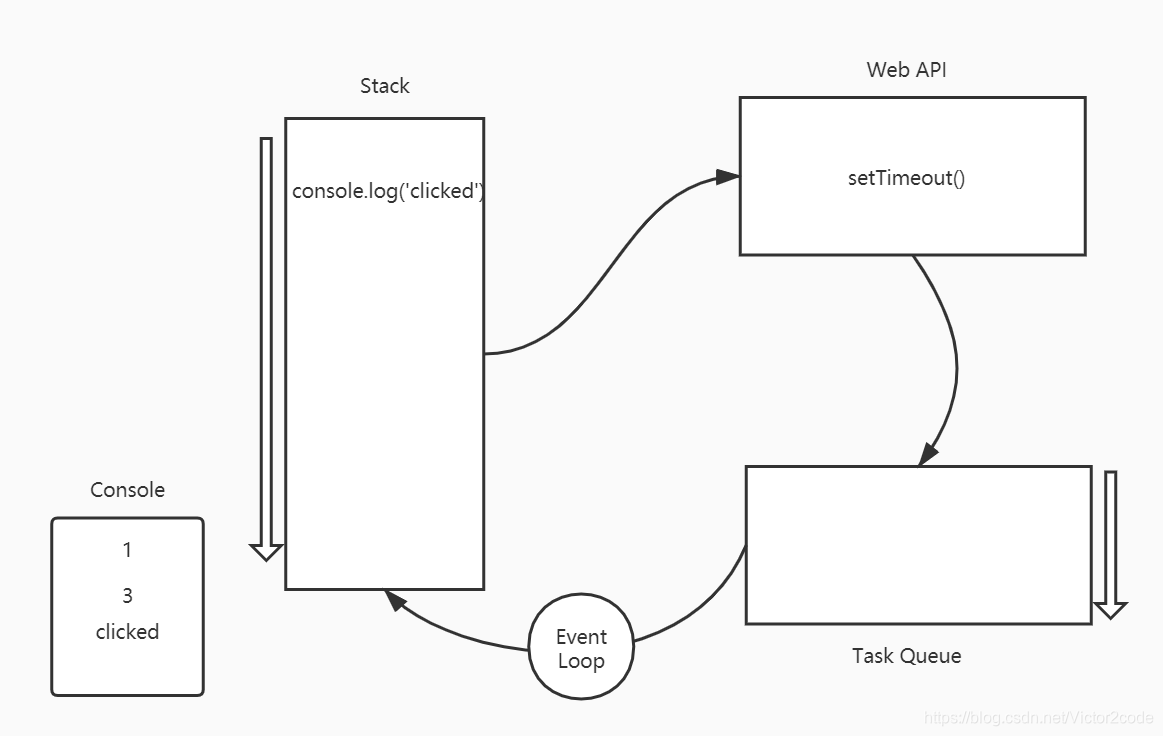 Stack
console.log('clicked')
Web API
setTimeout()
Console
1
3
clicked
Event
Loop
Task Queue
https://blog.csdn.net/Victor2code